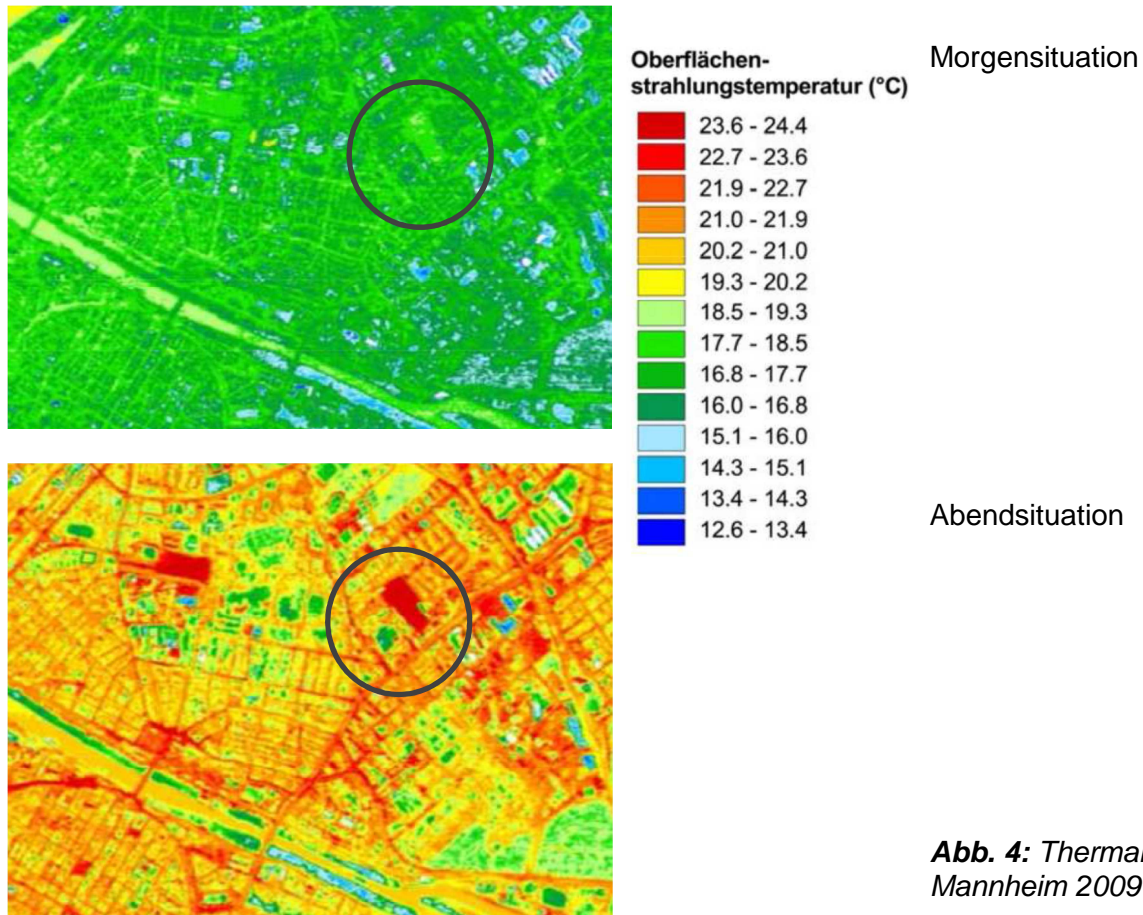 Oberflächen-
strahlungstemperatur (°C)
23.6 - 24.4
22.7 - 23.6
21.9 - 22.7
21.0 - 21.9
20.2 - 21.0
19.3 - 20.2
18.5 - 19.3
17.7 - 18.5
16.8 - 17.7
16.0 - 16.8
15.1 - 16.0
14.3 - 15.1
13.4 - 14.3
12.6 - 13.4
Morgensituation
Abendsituation
Abb. 4: Thermal
Mannheim 2009